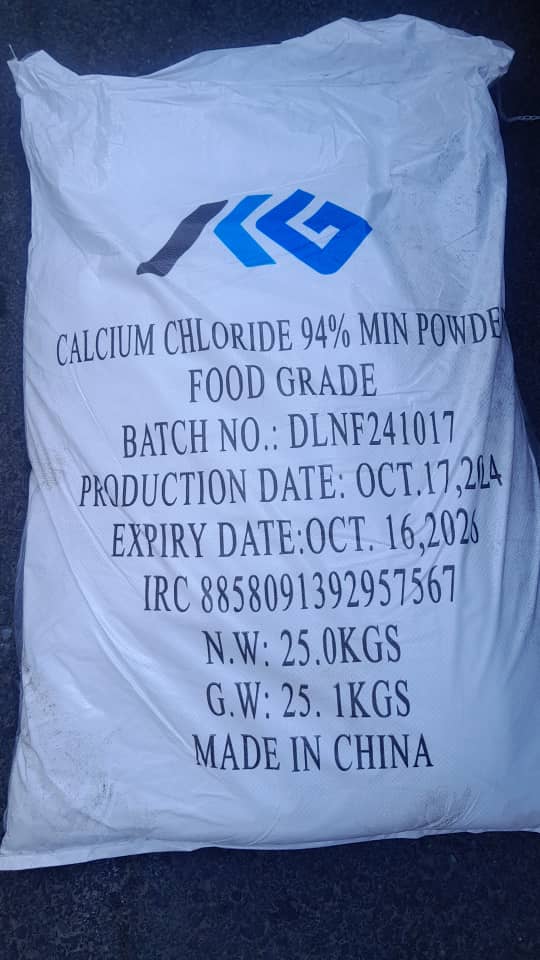 KG
CALCIUM CHLORIDE 94% MIN POWDE
FOOD GRADE
BATCH NO.: DLNF241017
PRODUCTION DATE: OCT.17,2024
EXPIRY DATE:OCT. 16,2026
IRC 8858091392957567
N.W: 25.0KGS
G.W: 25. 1KGS
MADE IN CHINA